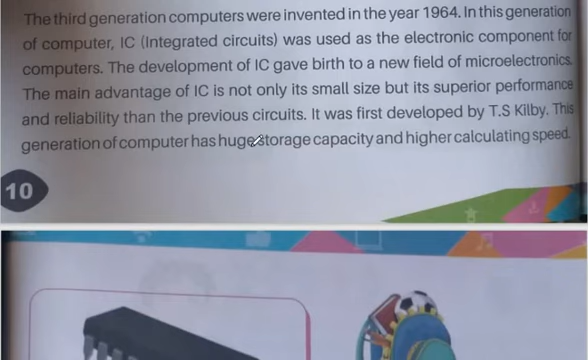 The third generation computers were invented in the year 1964. In this generation
of computer, IC (Integrated circuits) was used as the electronic component for
computers. The development of IC gave birth to a new field of microelectronics.
The main advantage of IC is not only its small size but its superior performance
and reliability than the previous circuits. It was first developed by T.S Kilby. This
generation of computer has huge storage capacity and higher calculating speed.
10